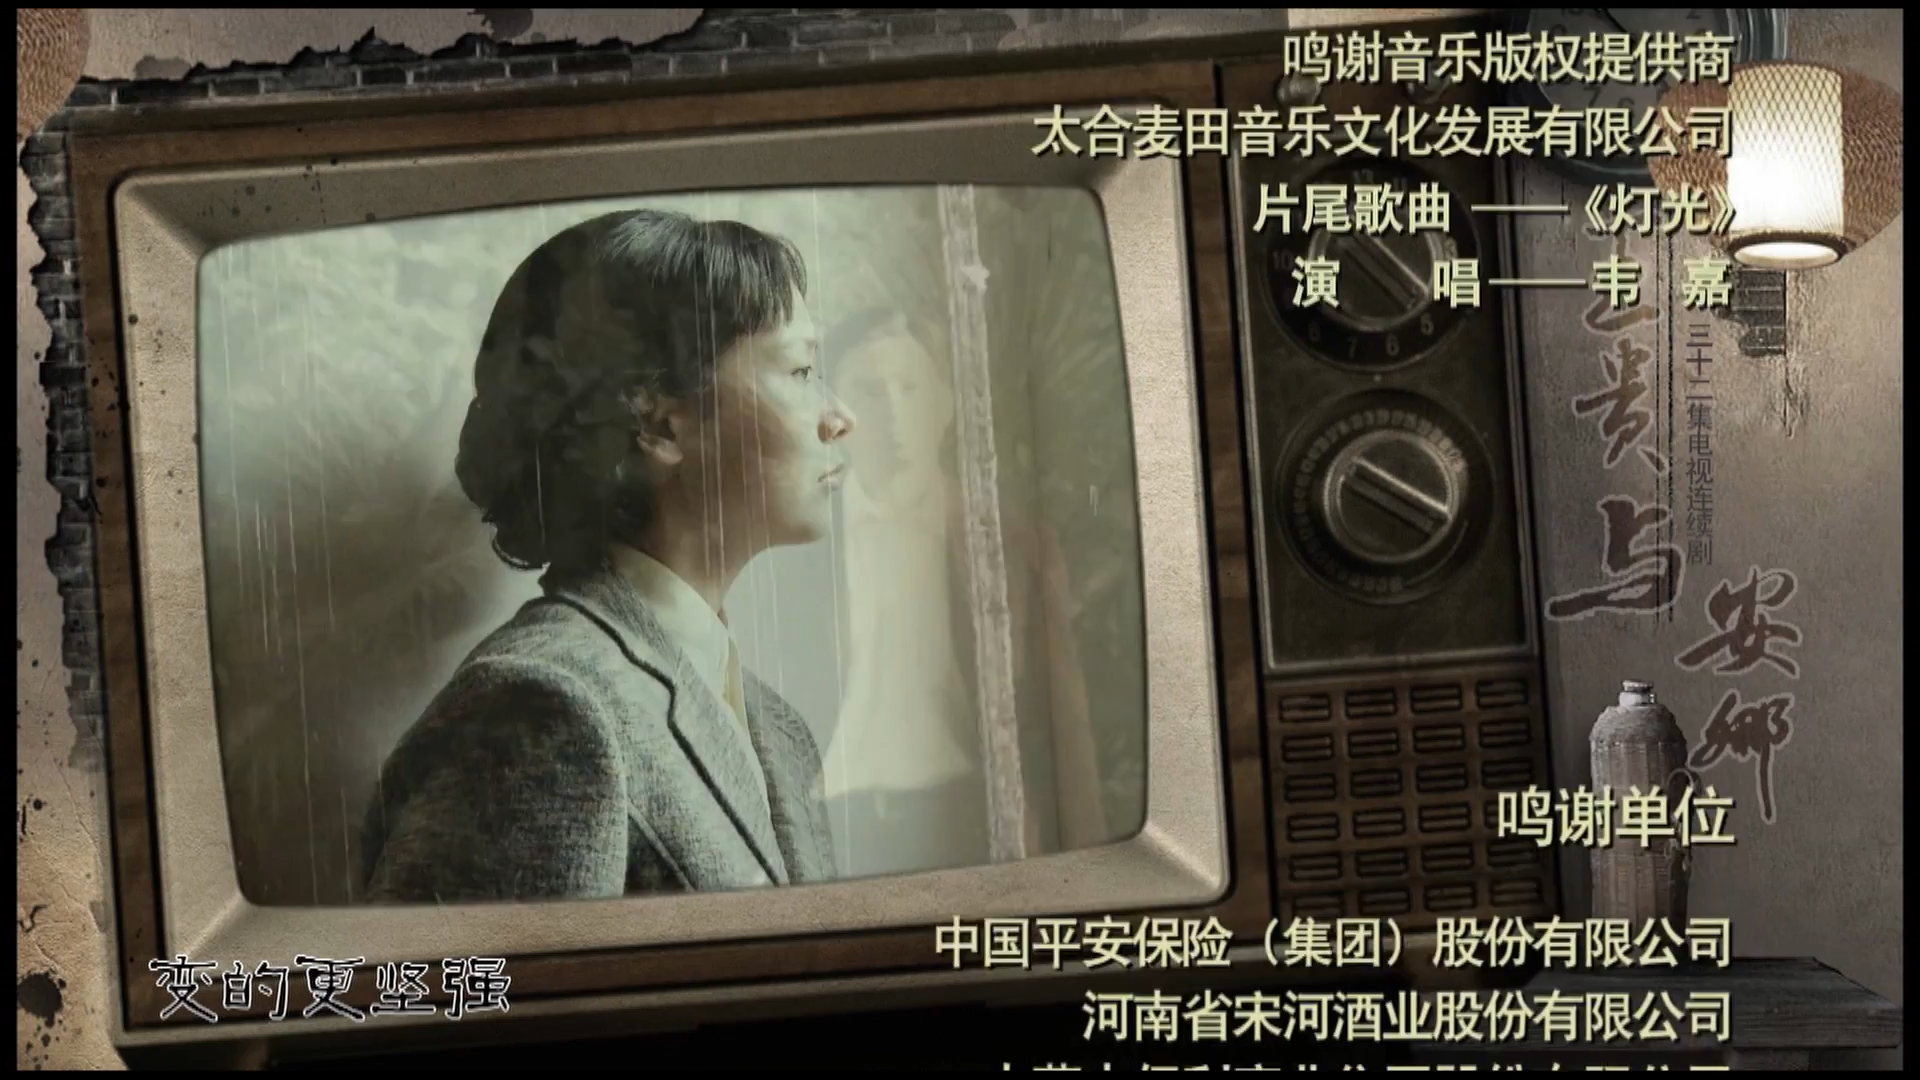 鸣谢音乐版权提供商
太合麦田音乐文化发展有限公司
片尾歌曲 ——《灯光》
演 唱——韦 嘉
王贵与安娜
三十二集电视连续剧
鸣谢单位
中国平安保险（集团）股份有限公司
河南省宋河酒业股份有限公司
变的更坚强